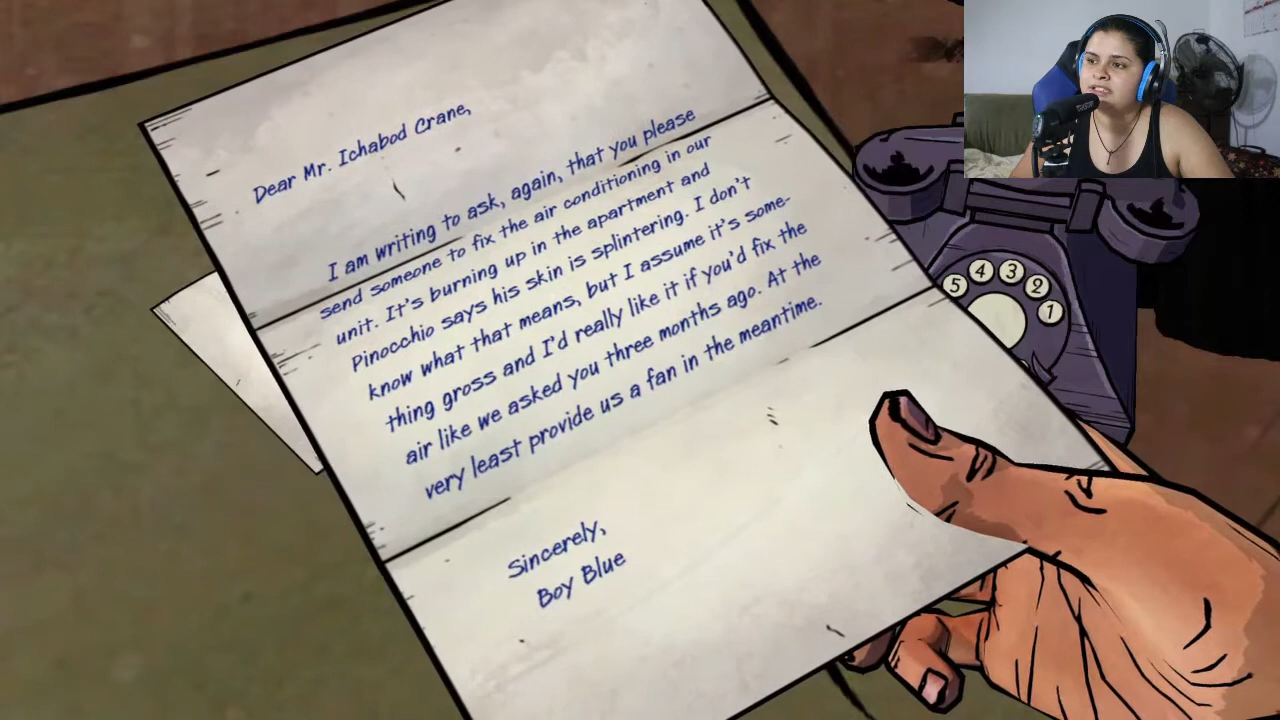 Dear Mr. Ichabod Crane,
I am writing to ask, again, that you please
send someone to fix the air conditioning in our
unit. It's burning up in the apartment and
Pinocchio says his skin is splintering. I don't
know what that means, but I assume it's some-
thing gross and I'd really like it if you'd fix the
air like we asked you three months ago. At the
very least provide us a fan in the meantime.
Sincerely,
Boy Blue
5 4 3 2 1